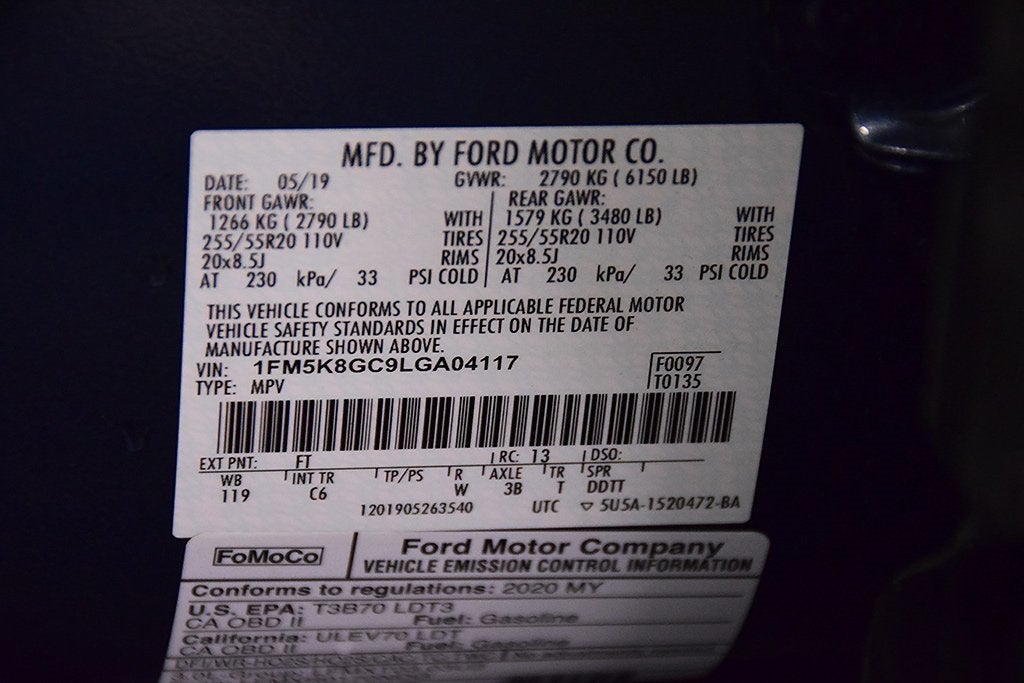 MFD. BY FORD MOTOR CO.
DATE: 05/19 GVWR: 2790 KG ( 6150 LB)
FRONT GAWR: REAR GAWR:
1266 KG ( 2790 LB) WITH 1579 KG ( 3480 LB) WITH
255/55R20 110V TIRES 255/55R20 110V TIRES
20x8.5J RIMS 20x8.5J RIMS
AT 230 kPa/ 33 PSI COLD AT 230 kPa/ 33 PSI COLD
THIS VEHICLE CONFORMS TO ALL APPLICABLE FEDERAL MOTOR
VEHICLE SAFETY STANDARDS IN EFFECT ON THE DATE OF
MANUFACTURE SHOWN ABOVE.
VIN: 1FM5K8GC9LGA04117 F0097
TYPE: MPV T0135
EXT PNT: FT RC: 13 DSO:
WB INT TR TP/PS R AXLE TR SPR
119 C6 W 3B T DDTT
1201905263540 UTC ▽ 5U5A-1520472-BA
FoMoCo Ford Motor Company
VEHICLE EMISSION CONTROL INFORMATION
Conforms to regulations: 2020 MY
U.S. EPA: T3B70 LDT3
CA OBD II Fuel: Gasoline
California: ULEV70 LDT
CA OBD II Fuel: Gasoline